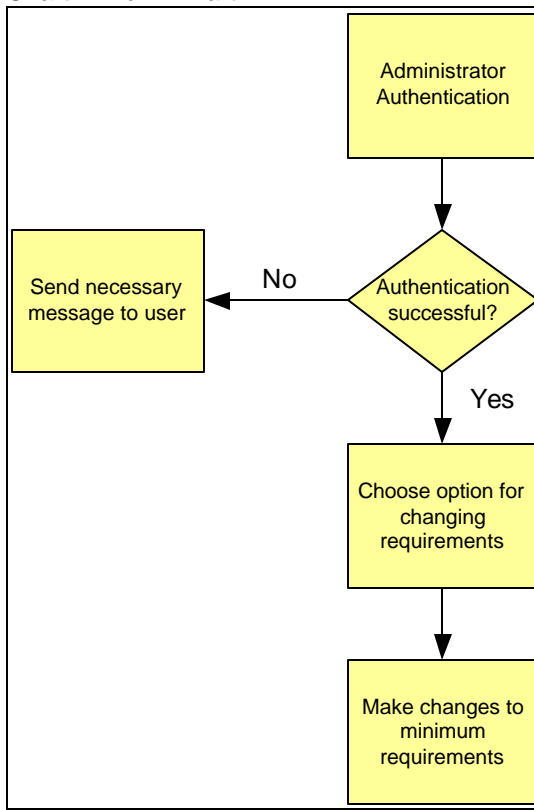 Administrator
Authentication
Authentication
successful?
No
Send necessary
message to user
Yes
Choose option for
changing
requirements
Make changes to
minimum
requirements